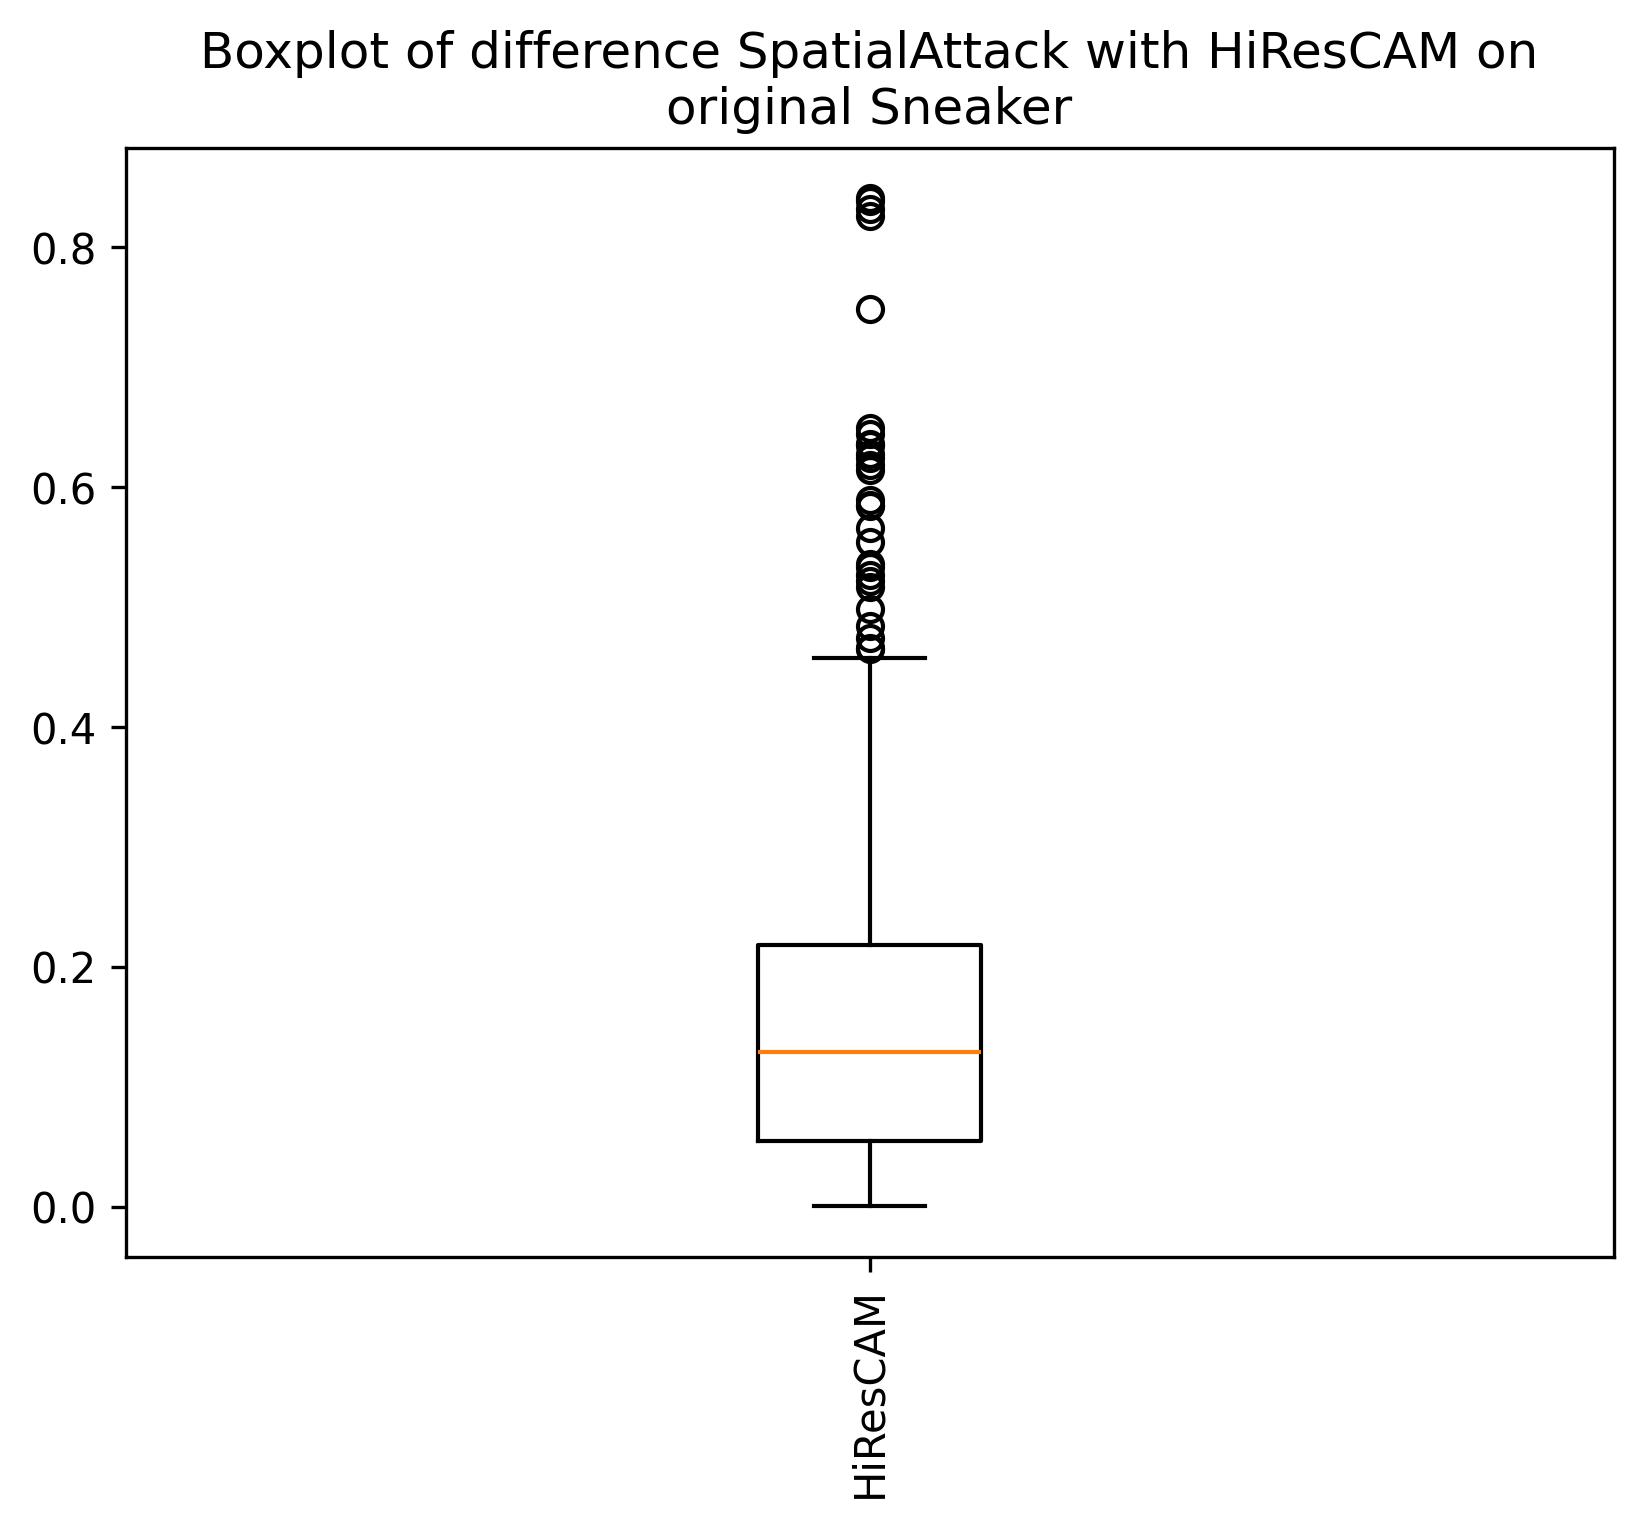 Boxplot of difference SpatialAttack with HiResCAM on
original Sneaker
0.8
0.6
0.4
0.2
0.0
HiResCAM